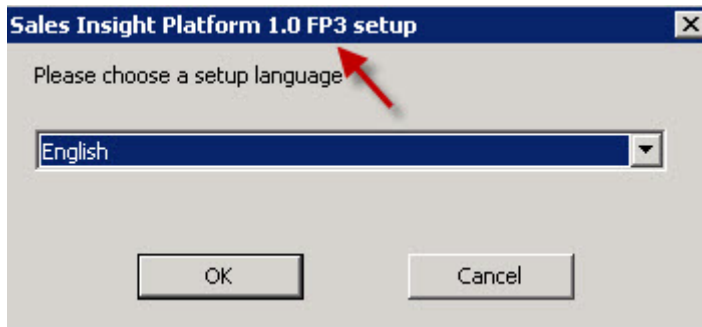 Sales Insight Platform 1.0 FP3 setup
Please choose a setup language
English
OK
Cancel